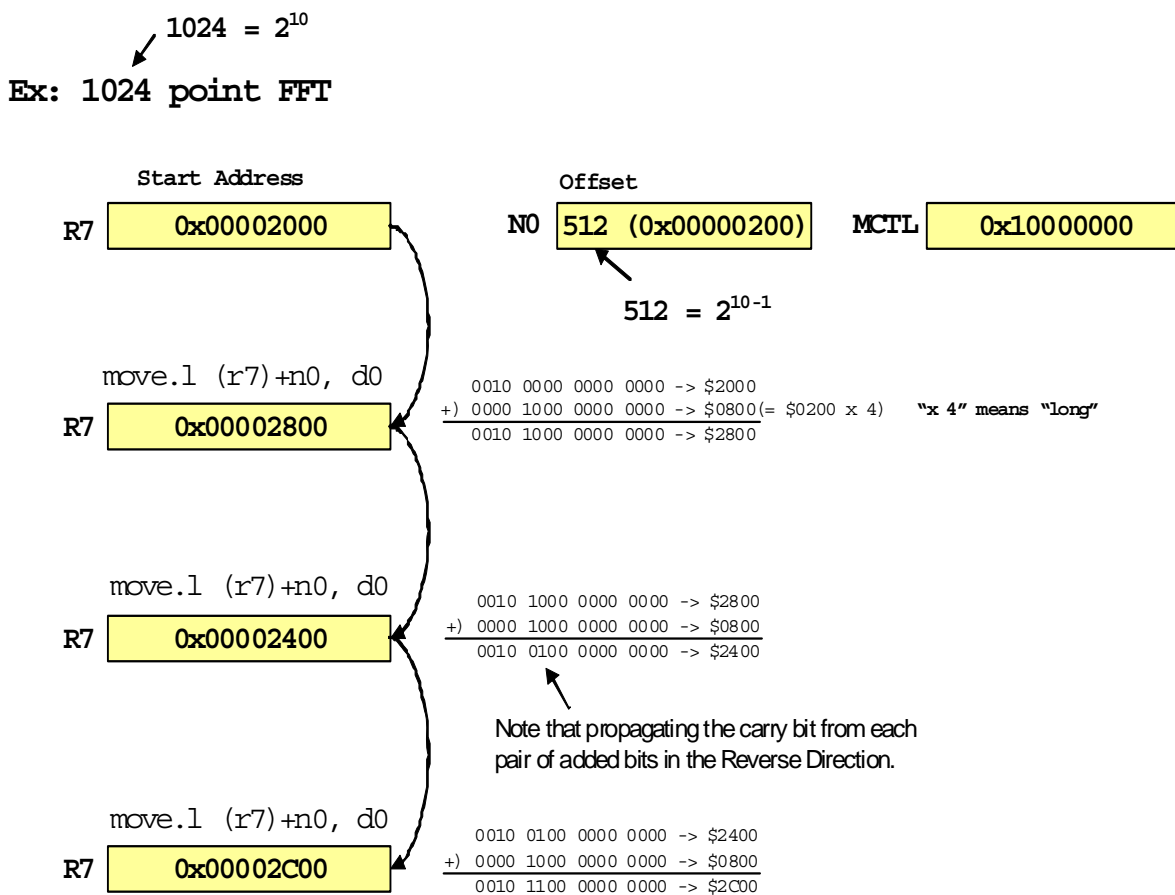 1024 = 2^10
Ex: 1024 point FFT
Start Address
Offset
R7 0x00002000
N0 512 (0x00000200)
MCTL 0x10000000
512 = 2^10-1
move.l (r7)+n0, d0
R7 0x00002800
0010 0000 0000 0000 -> $2000
+) 0000 1000 0000 0000 -> $0800(= $0200 x 4) “x 4” means “long”
0010 1000 0000 0000 -> $2800
move.l (r7)+n0, d0
R7 0x00002400
0010 1000 0000 0000 -> $2800
+) 0000 1000 0000 0000 -> $0800
0010 0100 0000 0000 -> $2400
Note that propagating the carry bit from each
pair of added bits in the Reverse Direction.
move.l (r7)+n0, d0
R7 0x00002C00
0010 0100 0000 0000 -> $2400
+) 0000 1000 0000 0000 -> $0800
0010 1100 0000 0000 -> $2C00